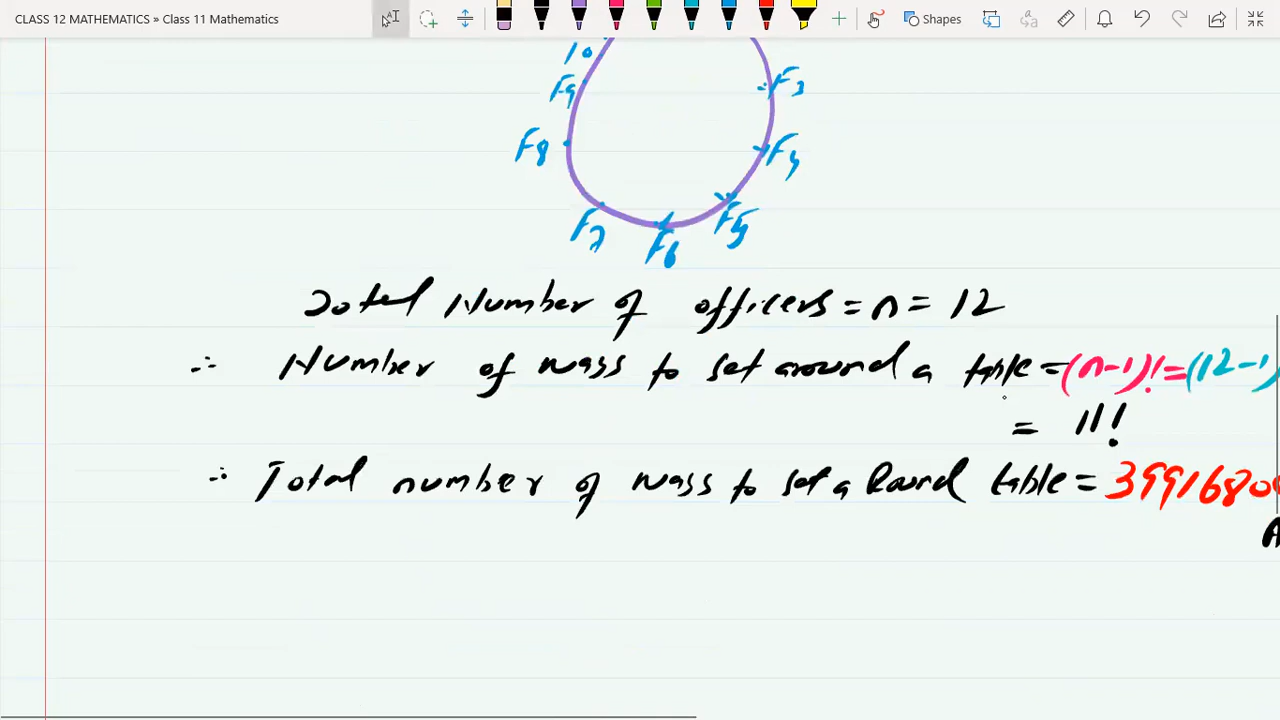 CLASS 12 MATHEMATICS » Class 11 Mathematics
Shapes
10
F9
F3
F8
F4
F7
F5
F6
Total Number of officers = n = 12
∴ Number of ways to set around a table = (n-1)! = (12-1)
= 11!
∴ Total number of ways to set a Round table = 3991680
A